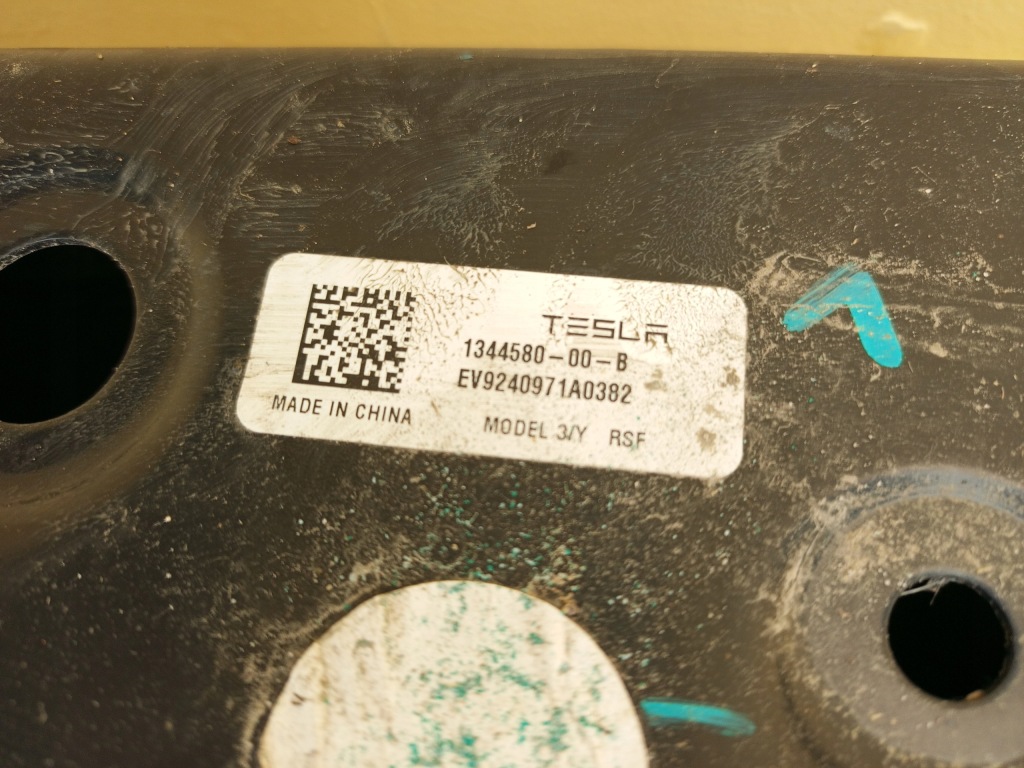 TESLA
1344580-00-B
EV9240971A0382
MADE IN CHINA
MODEL 3/Y RSF